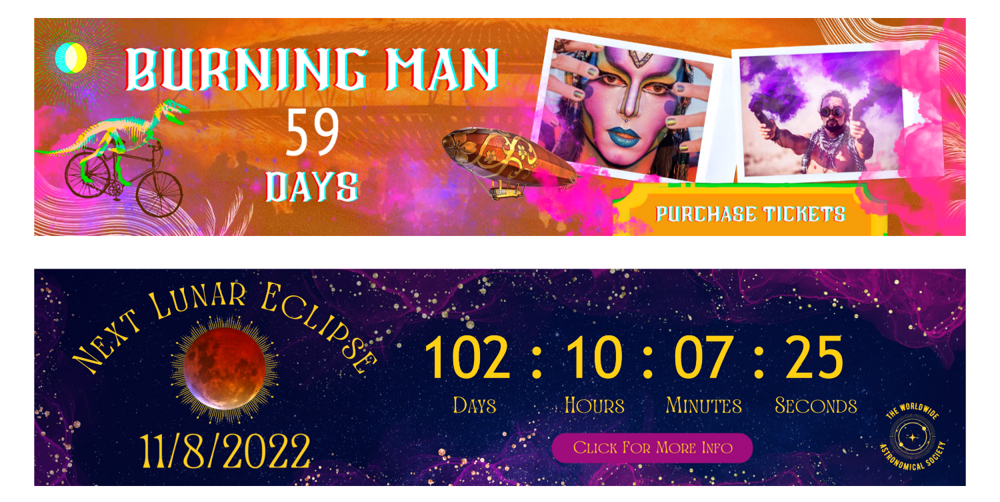 BURNING MAN
59
DAYS
PURCHASE TICKETS
NEXT LUNAR ECLIPSE
11/8/2022
102 : 10 : 07 : 25
DAYS HOURS MINUTES SECONDS
CLICK FOR MORE INFO
THE WORLDWIDE
ASTRONOMICAL SOCIETY